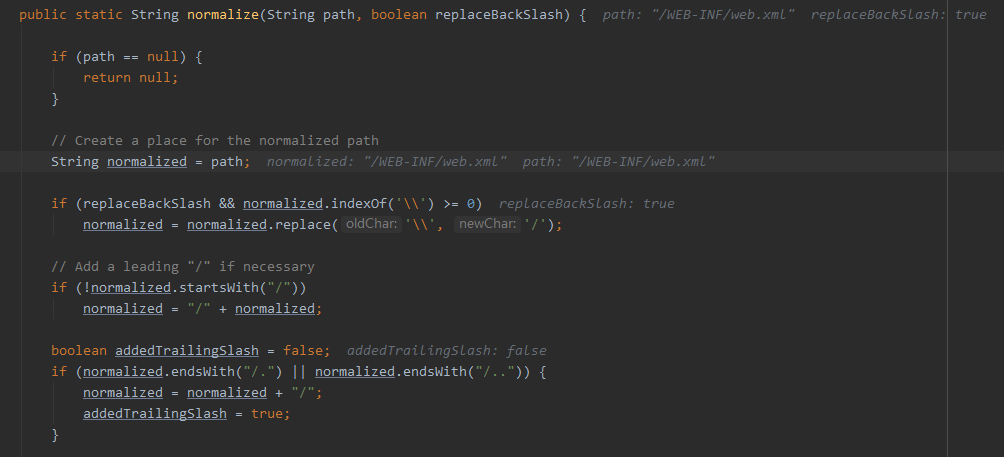 public static String normalize(String path, boolean replaceBackSlash) {  path: "/WEB-INF/web.xml"  replaceBackSlash: true
if (path == null) {
return null;
}
// Create a place for the normalized path
String normalized = path;  normalized: "/WEB-INF/web.xml"  path: "/WEB-INF/web.xml"
if (replaceBackSlash && normalized.indexOf('\\') >= 0)  replaceBackSlash: true
normalized = normalized.replace( oldChar: '\\', newChar: '/');
// Add a leading "/" if necessary
if (!normalized.startsWith("/"))
normalized = "/" + normalized;
boolean addedTrailingSlash = false;  addedTrailingSlash: false
if (normalized.endsWith("/.") || normalized.endsWith("/..")) {
normalized = normalized + "/";
addedTrailingSlash = true;
}